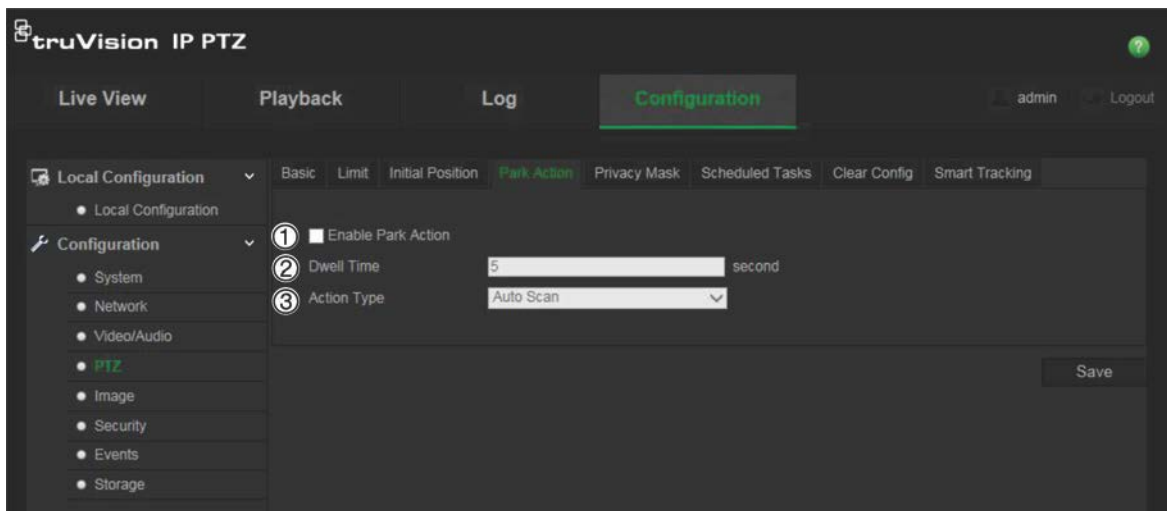 truVision IP PTZ
?
Live View Playback Log Configuration admin Logout
Local Configuration
Local Configuration
Configuration
System
Network
Video/Audio
PTZ
Image
Security
Events
Storage
Basic Limit Initial Position Park Action Privacy Mask Scheduled Tasks Clear Config Smart Tracking
① Enable Park Action
② Dwell Time 5 second
③ Action Type Auto Scan
Save